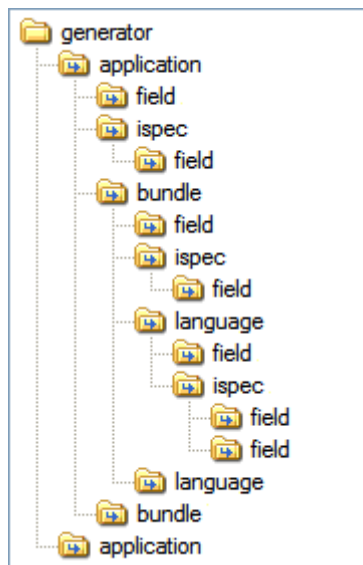 generator
application
field
ispec
field
bundle
field
ispec
field
language
field
ispec
field
field
language
bundle
application